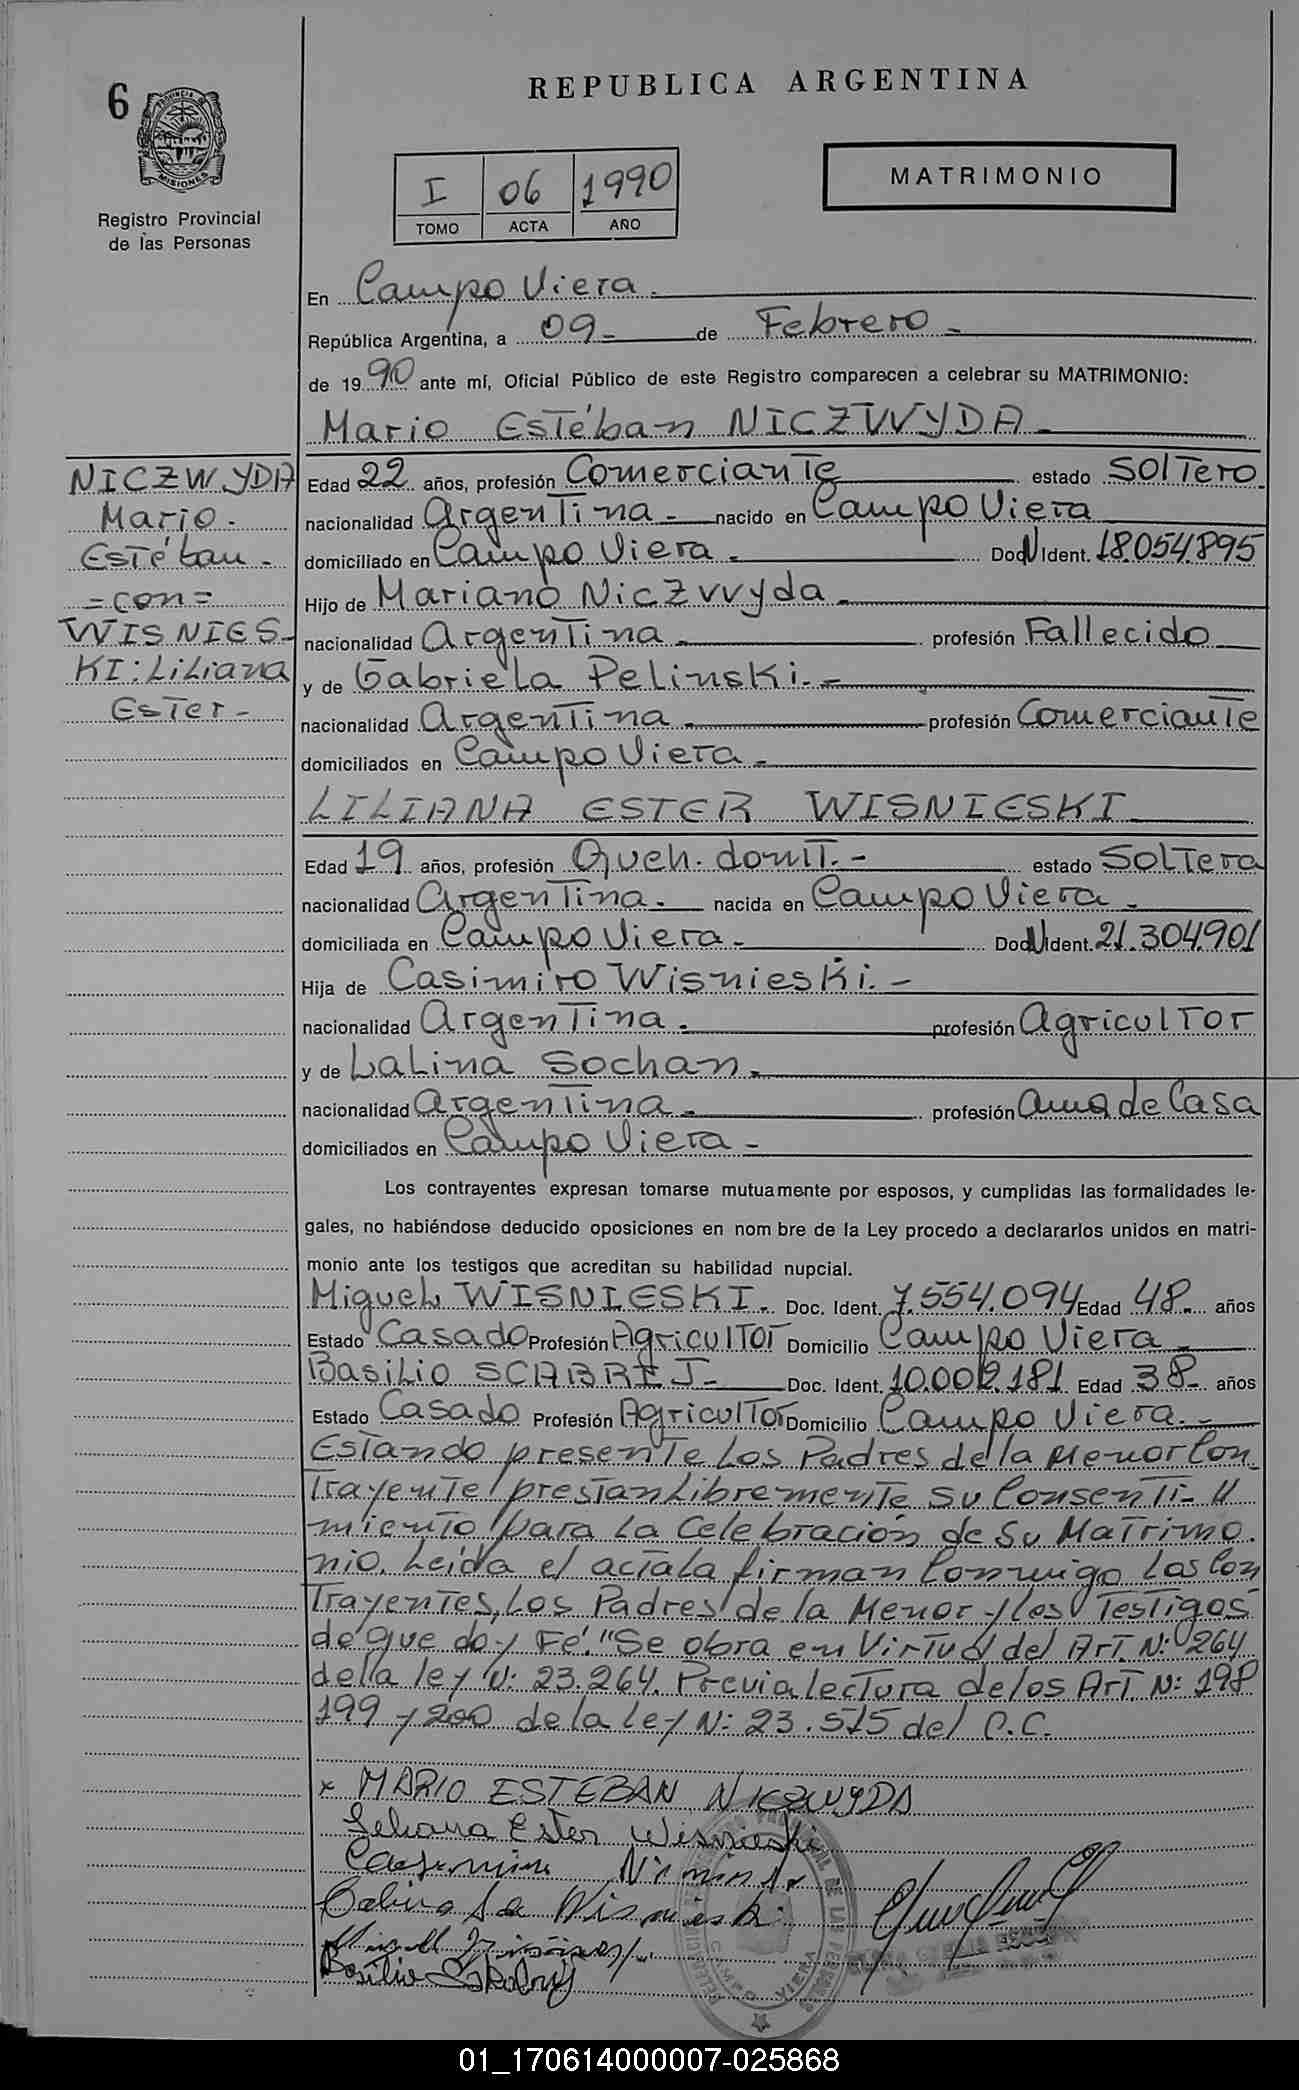 6
REPUBLICA ARGENTINA
PROVINCIA DE MISIONES
Registro Provincial
de las Personas
I 06 1990
TOMO ACTA AÑO
MATRIMONIO
En Campo Viera.
República Argentina, a 09- de Febrero-
de 1990 ante mí, Oficial Público de este Registro comparecen a celebrar su MATRIMONIO:
Mario Estéban NICZWYDA-
NICZWYDA
Mario.
Estéban.
=con=
WISNIES-
KI: Liliana
Ester-
Edad 22 años, profesión Comerciante estado Soltero.
nacionalidad Argentina- nacido en Campo Viera
domiciliado en Campo Viera. Doc N Ident. 18.054.895
Hijo de Mariano Niczwyda-
nacionalidad Argentina. profesión Fallecido
y de Gabriela Pelinski.-
nacionalidad Argentina. profesión Comerciante
domiciliados en Campo Viera-
LILIANA ESTER WISNIESKI
Edad 19 años, profesión Queh. domt.- estado Soltera
nacionalidad Argentina. nacida en Campo Viera-
domiciliada en Campo Viera- Doc N Ident. 21.304.901
Hija de Casimiro Wisnieski.-
nacionalidad Argentina. profesión Agricultor
y de Lalina Sochan.
nacionalidad Argentina- profesión Ama de Casa
domiciliados en Campo Viera-
Los contrayentes expresan tomarse mutuamente por esposos, y cumplidas las formalidades le-
gales, no habiéndose deducido oposiciones en nom bre de la Ley procedo a declararlos unidos en matri-
monio ante los testigos que acreditan su habilidad nupcial.
Miguel WISNIESKI. Doc. Ident. 7.554.094 Edad 48- años
Estado Casado Profesión Agricultor Domicilio Campo Viera-
Basilio SCABREJ- Doc. Ident. 10.002.181 Edad 38- años
Estado Casado Profesión Agricultor Domicilio Campo Viera.-
Estando presente los Padres de la Menor Con
trayente prestan libremente su Consenti-
miento para la Celebración de Su Matrimo.
nio. Leída el acta la firman Conmigo los Con
trayentes, los Padres de la Menor y los Testigos
de que doy Fé. "Se obra en Virtud del Art. N: 264
de la ley N: 23.264. Previa lectura de los Art. N: 198
199 y 200 de la ley N: 23.515 del C.C.
x MARIO ESTEBAN NICZWYDA
Liliana Ester Wisnieski
CAMPO VIERA
01_170614000007-025868